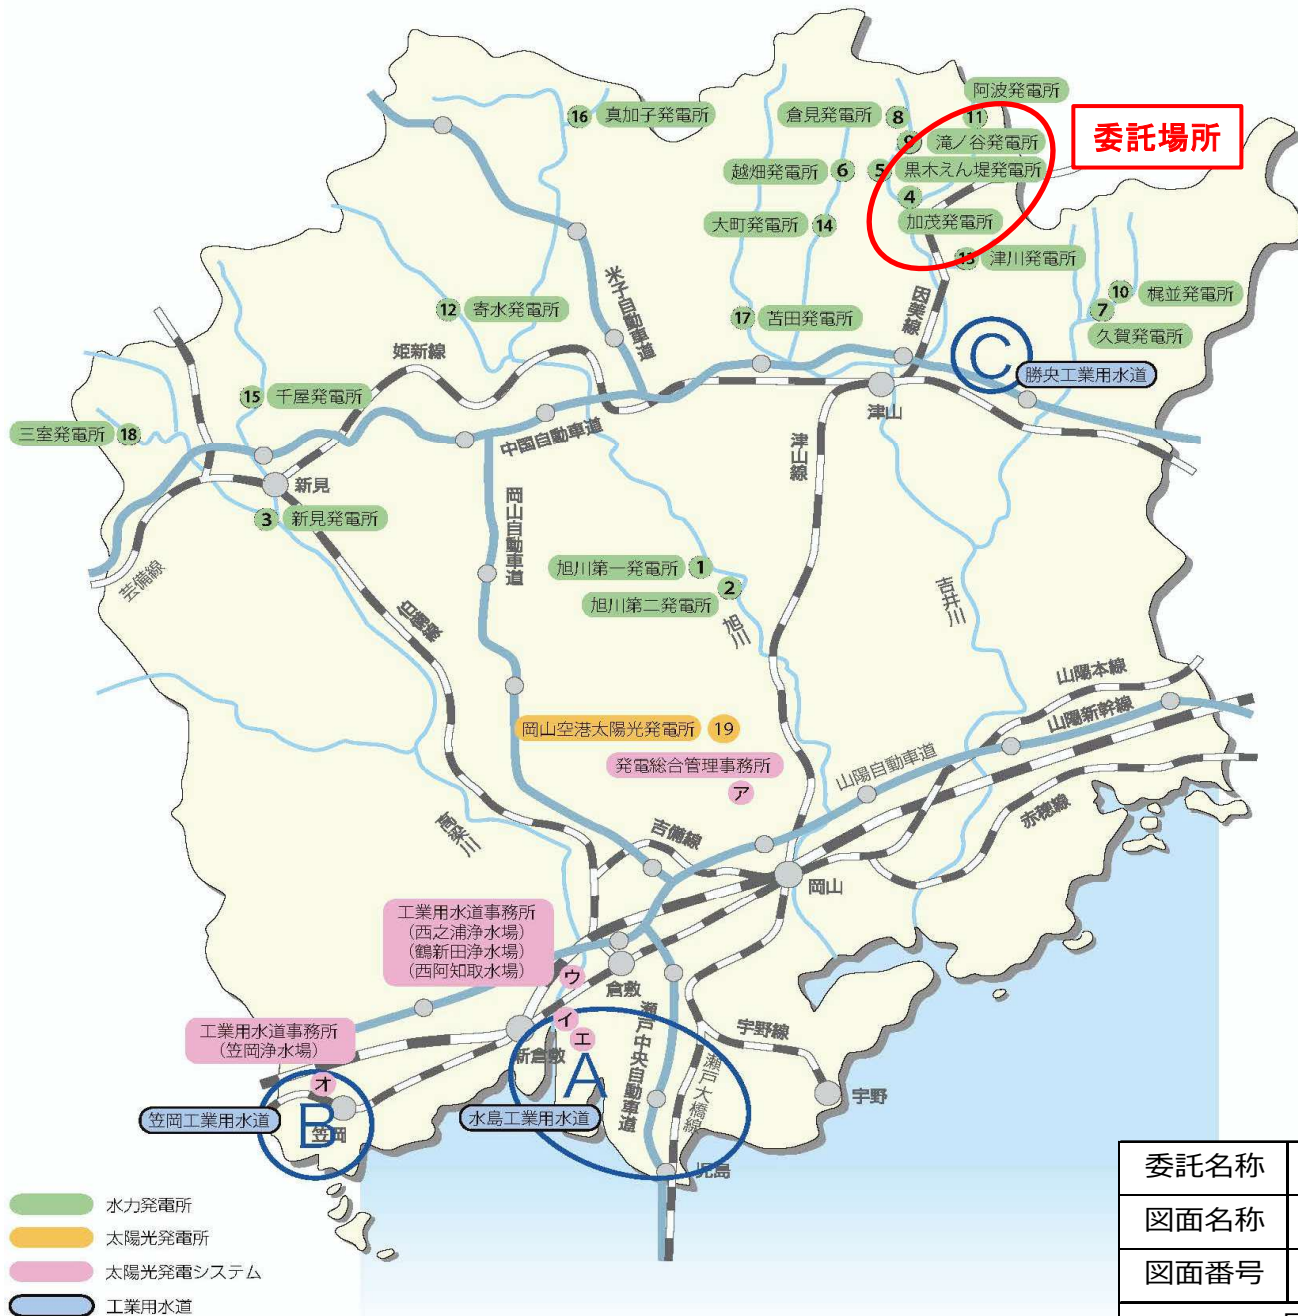 阿波発電所
11
16 真加子発電所
倉見発電所 8
9 滝ノ谷発電所
委託場所
越畑発電所 6
5 黒木えん堤発電所
4
加茂発電所
大町発電所 14
13 津川発電所
米子自動車道
因美線
10 梶並発電所
7
久賀発電所
12 寄水発電所
17 苫田発電所
姫新線
C
勝央工業用水道
15 千屋発電所
津山
三室発電所 18
中国自動車道
津山線
新見
岡山自動車道
3 新見発電所
旭川第一発電所 1
2
旭川第二発電所
芸備線
伯備線
旭川
吉井川
山陽本線
山陽新幹線
岡山空港太陽光発電所 19
発電総合管理事務所
ア
山陽自動車道
赤穂線
高梁川
吉備線
岡山
工業用水道事務所
(西之浦浄水場)
(鶴新田浄水場)
(西阿知取水場)
ウ
倉敷
イ
エ
工業用水道事務所
(笠岡浄水場)
新倉敷
瀬戸中央自動車道
瀬戸大橋線
宇野線
宇野
オ
A
笠岡工業用水道
B
笠岡
水島工業用水道
児島
水力発電所
太陽光発電所
太陽光発電システム
工業用水道
委託名称
図面名称
図面番号